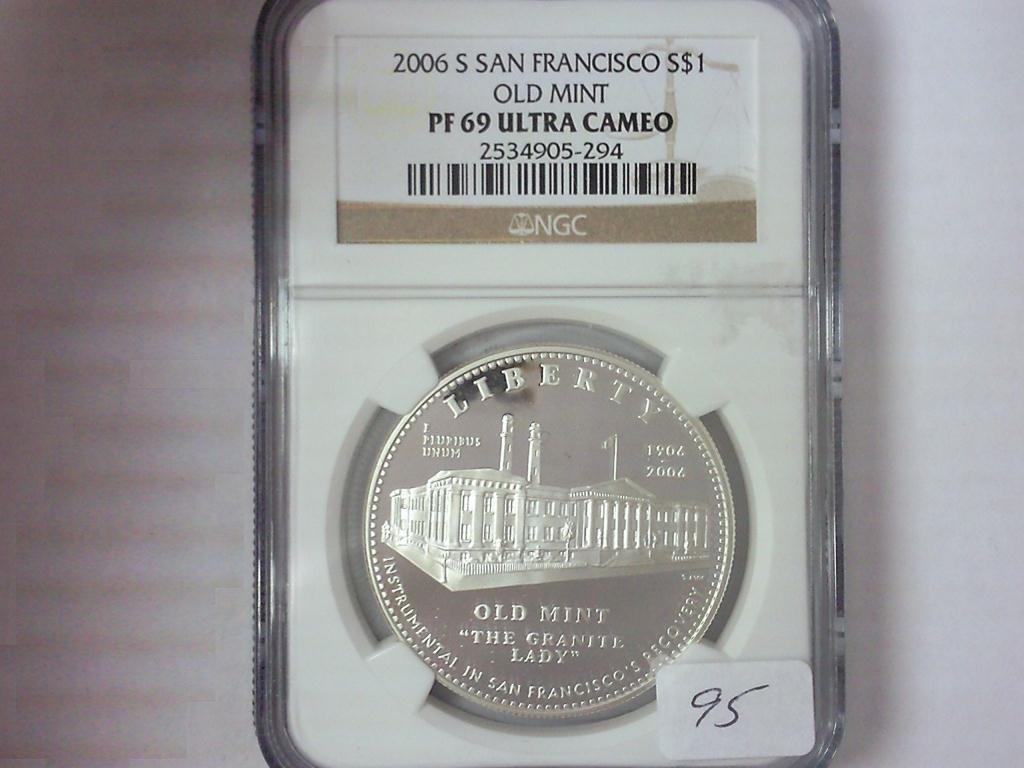 2006 S SAN FRANCISCO S$1
OLD MINT
PF 69 ULTRA CAMEO
2534905-294
NGC
LIBERTY
E
PLURIBUS
UNUM
1906
2006
OLD MINT
"THE GRANITE
LADY"
INSTRUMENTAL IN SAN FRANCISCO'S RECOVERY
95